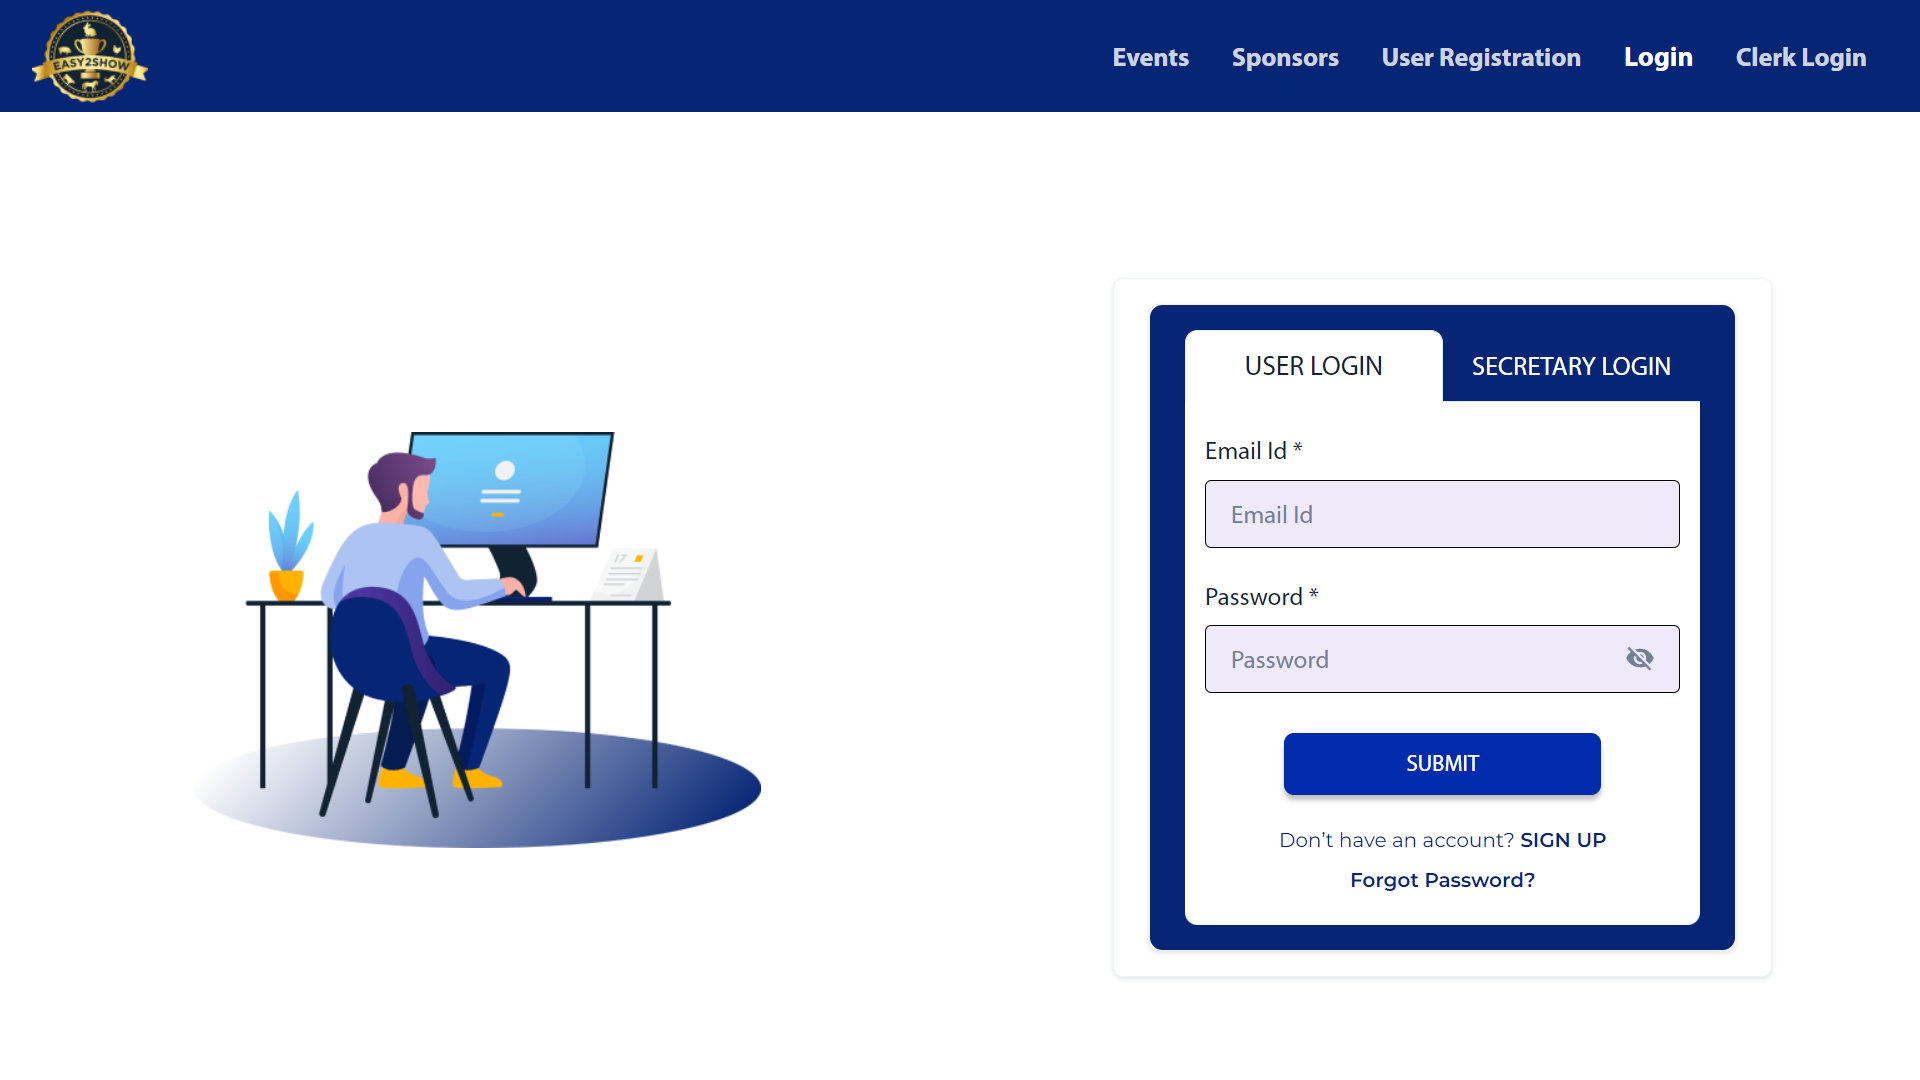 EASY2SHOW
Events
Sponsors
User Registration
Login
Clerk Login
USER LOGIN
SECRETARY LOGIN
Email Id *
Email Id
Password *
Password
SUBMIT
Don’t have an account? SIGN UP
Forgot Password?
17